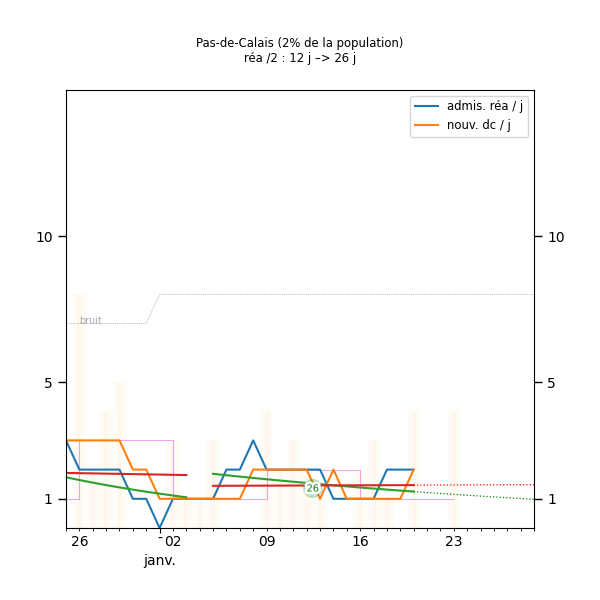 Pas-de-Calais (2% de la population)
réa /2 : 12 j –> 26 j
admis. réa / j
nouv. dc / j
10 10
bruit
5 5
26
1 1
26 02 09 16 23
janv.